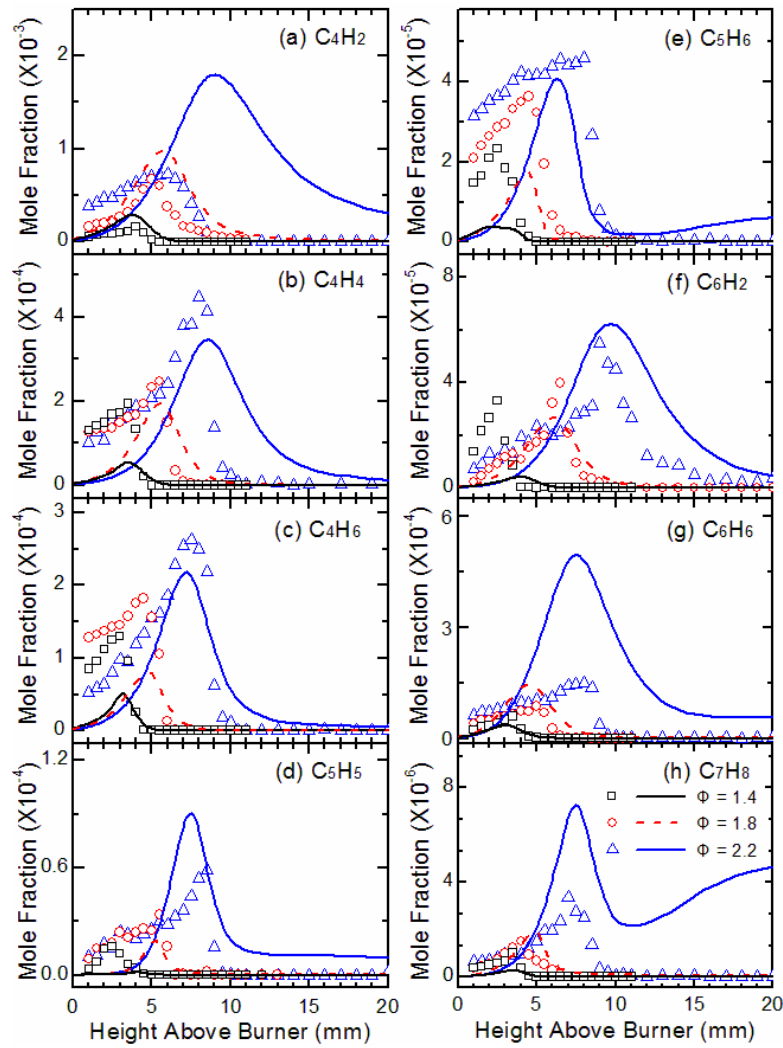 (a) C4H2
Mole Fraction (X10-3)
3
2
1
0
(b) C4H4
Mole Fraction (X10-4)
4
2
0
(c) C4H6
Mole Fraction (X10-4)
3
2
1
0
(d) C5H5
Mole Fraction (X10-4)
1.2
0.6
0.0
0 5 10 15 20
Height Above Burner (mm)
(e) C5H6
Mole Fraction (X10-5)
4
2
0
(f) C6H2
Mole Fraction (X10-5)
8
4
0
(g) C6H6
Mole Fraction (X10-4)
6
3
0
(h) C7H8
Φ = 1.4
Φ = 1.8
Φ = 2.2
Mole Fraction (X10-6)
8
4
0
0 5 10 15 20
Height Above Burner (mm)